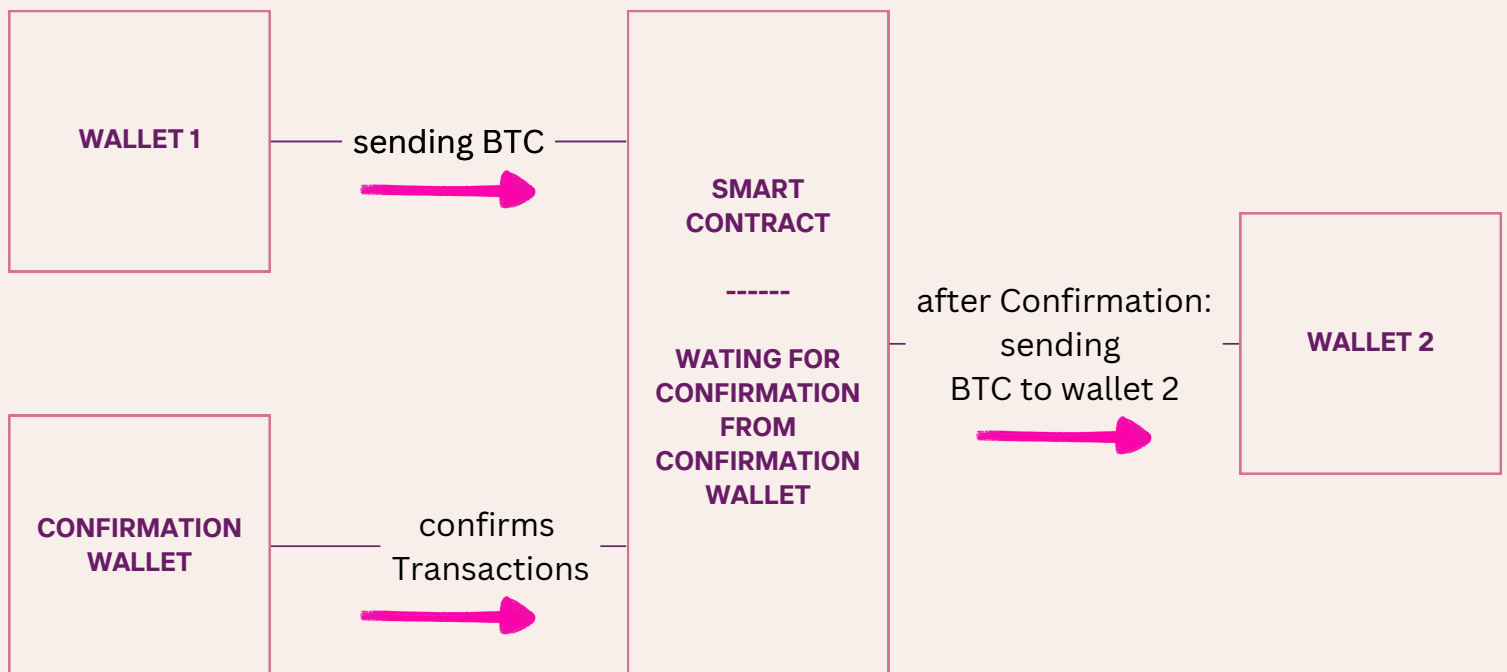 WALLET 1
sending BTC
SMART
CONTRACT
------
WATING FOR
CONFIRMATION
FROM
CONFIRMATION
WALLET
after Confirmation:
sending
BTC to wallet 2
WALLET 2
CONFIRMATION
WALLET
confirms
Transactions